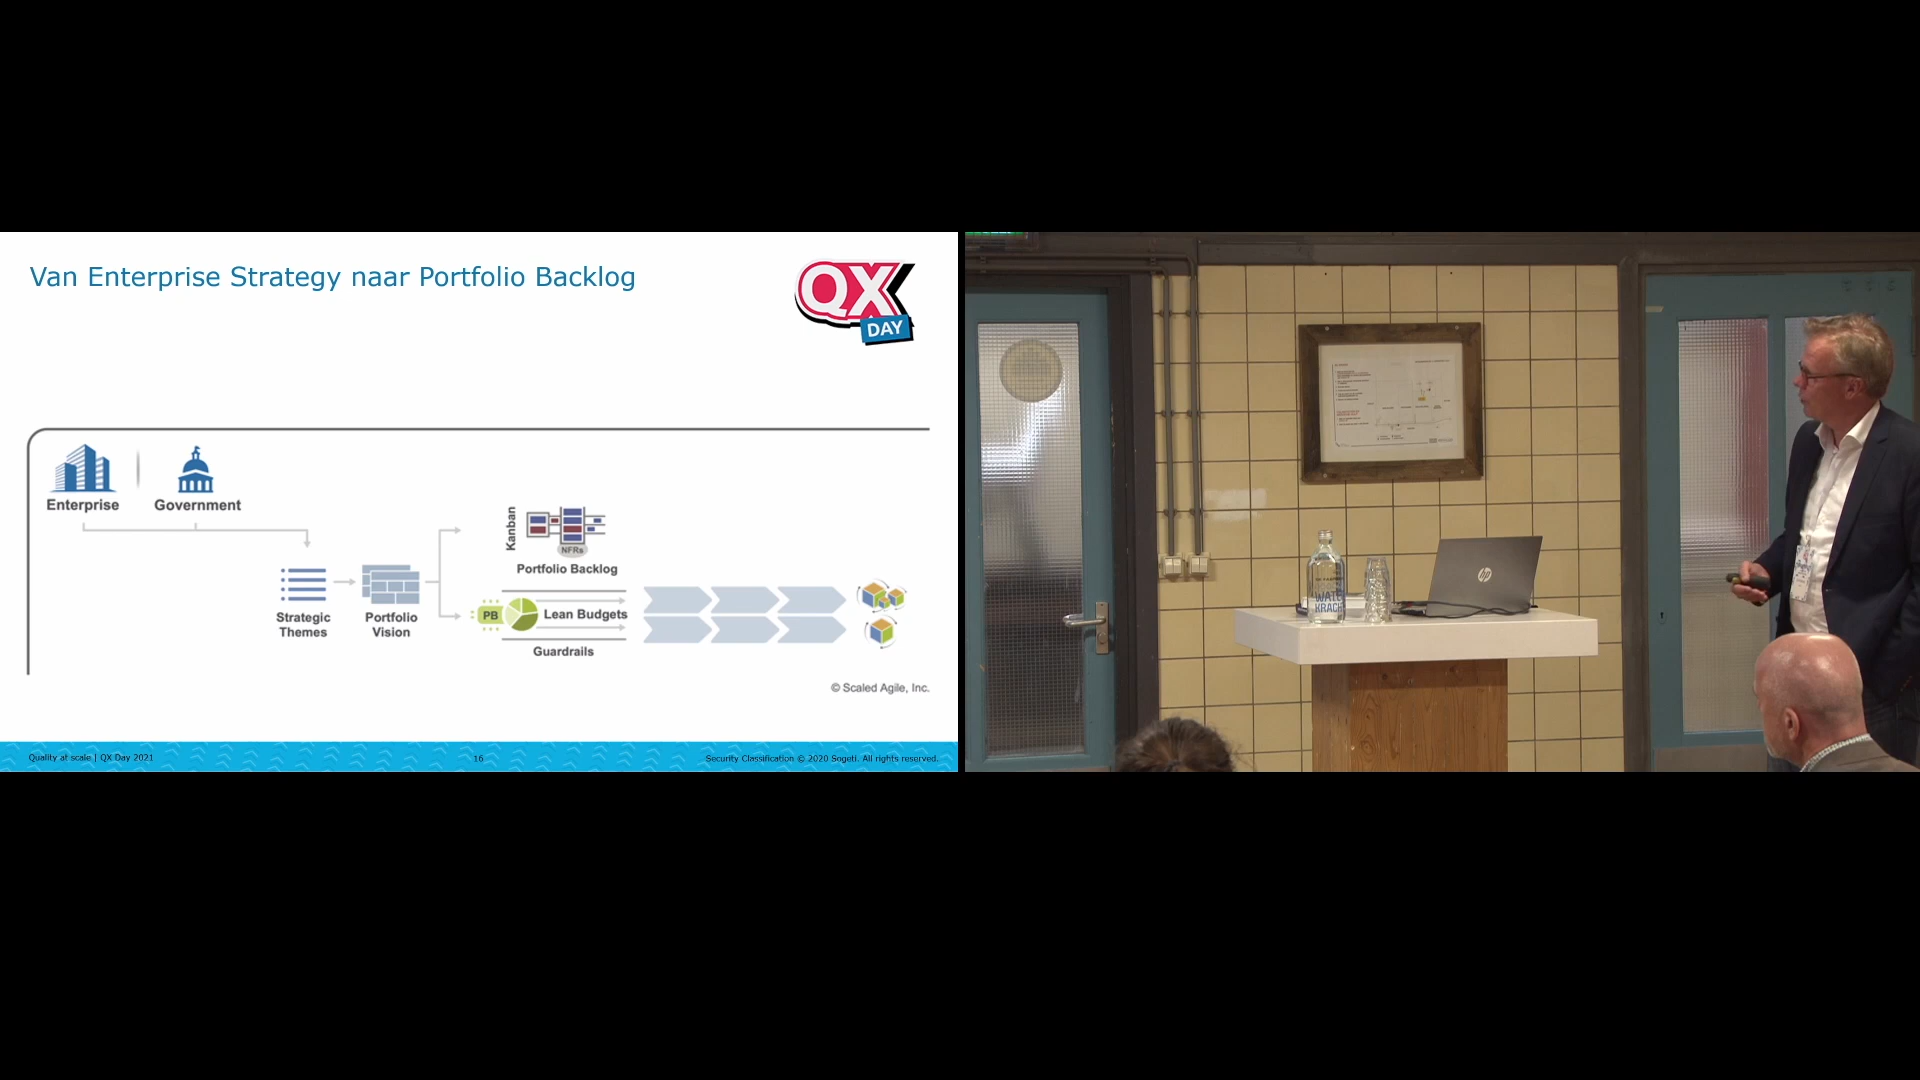 Van Enterprise Strategy naar Portfolio Backlog
QX
DAY
Enterprise
Government
Kanban
NFRs
Portfolio Backlog
Strategic
Themes
Portfolio
Vision
PB
Lean Budgets
Guardrails
© Scaled Agile, Inc.
Quality at scale | QX Day 2021
16
Security Classification © 2020 Sogeti. All rights reserved.
hp